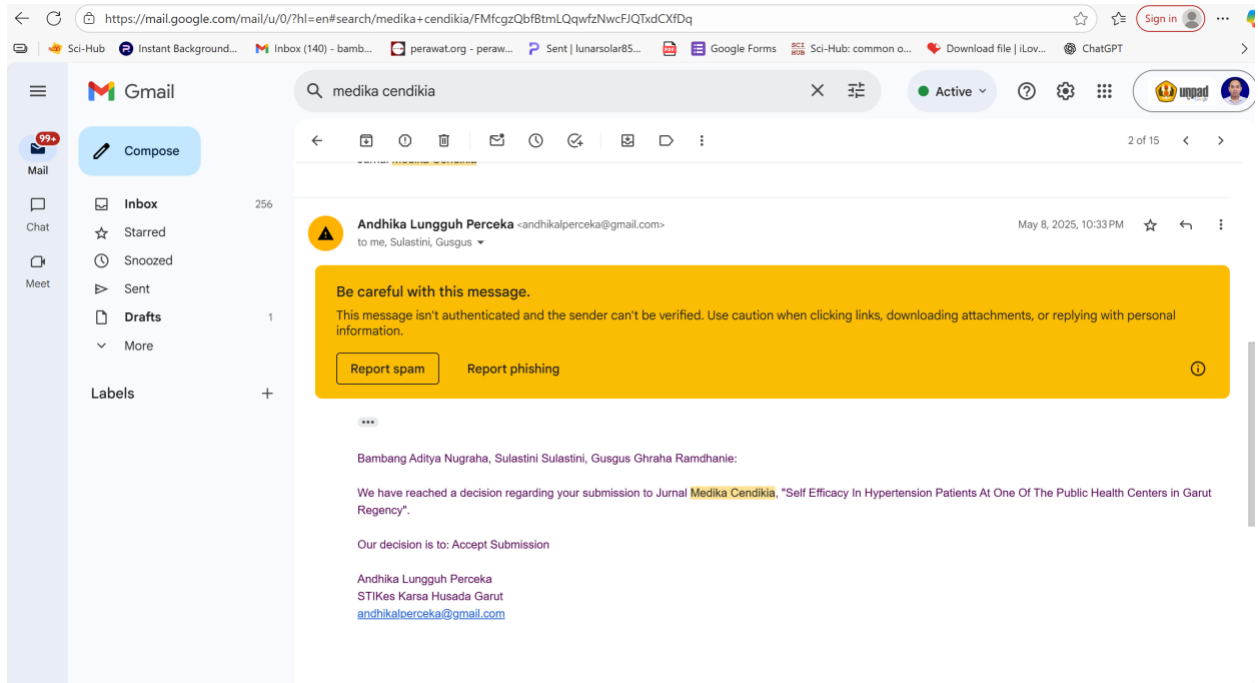 https://mail.google.com/mail/u/0/?hl=en#search/medika+cendikia/FMfcgzQbfBtmLQqwfzNwcFJQTxdCXfDq
Sign in
Sci-Hub
Instant Background...
Inbox (140) - bamb...
perawat.org - peraw...
Sent | lunarsolar85...
Google Forms
Sci-Hub: common o...
Download file | iLov...
ChatGPT
Gmail
medika cendikia
Active
unpad
99+
Mail
Compose
2 of 15
Chat
Meet
Inbox 256
Starred
Snoozed
Sent
Drafts 1
More
Labels
Jurnal Medika Cendikia
Andhika Lungguh Perceka <andhikalperceka@gmail.com>
May 8, 2025, 10:33 PM
to me, Sulastini, Gusgus
Be careful with this message.
This message isn't authenticated and the sender can't be verified. Use caution when clicking links, downloading attachments, or replying with personal
information.
Report spam
Report phishing
Bambang Aditya Nugraha, Sulastini Sulastini, Gusgus Ghraha Ramdhanie:
We have reached a decision regarding your submission to Jurnal Medika Cendikia, "Self Efficacy In Hypertension Patients At One Of The Public Health Centers in Garut
Regency".
Our decision is to: Accept Submission
Andhika Lungguh Perceka
STIKes Karsa Husada Garut
andhikalperceka@gmail.com